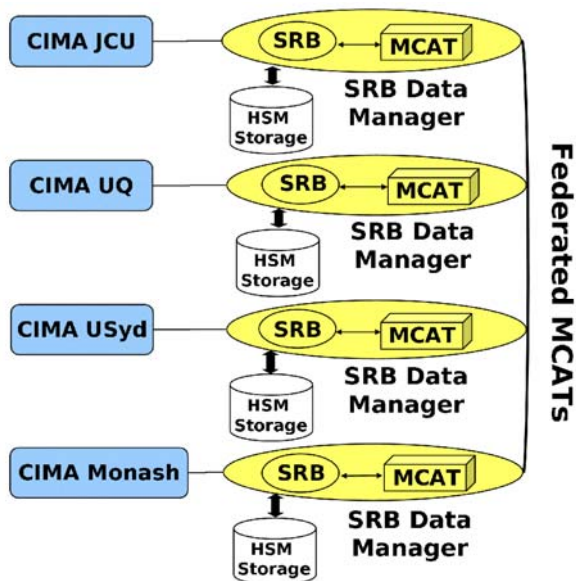 CIMA JCU
SRB
MCAT
SRB Data
Manager
HSM
Storage
CIMA UQ
SRB
MCAT
SRB Data
Manager
HSM
Storage
CIMA USyd
SRB
MCAT
SRB Data
Manager
HSM
Storage
CIMA Monash
SRB
MCAT
SRB Data
Manager
HSM
Storage
Federated MCATs